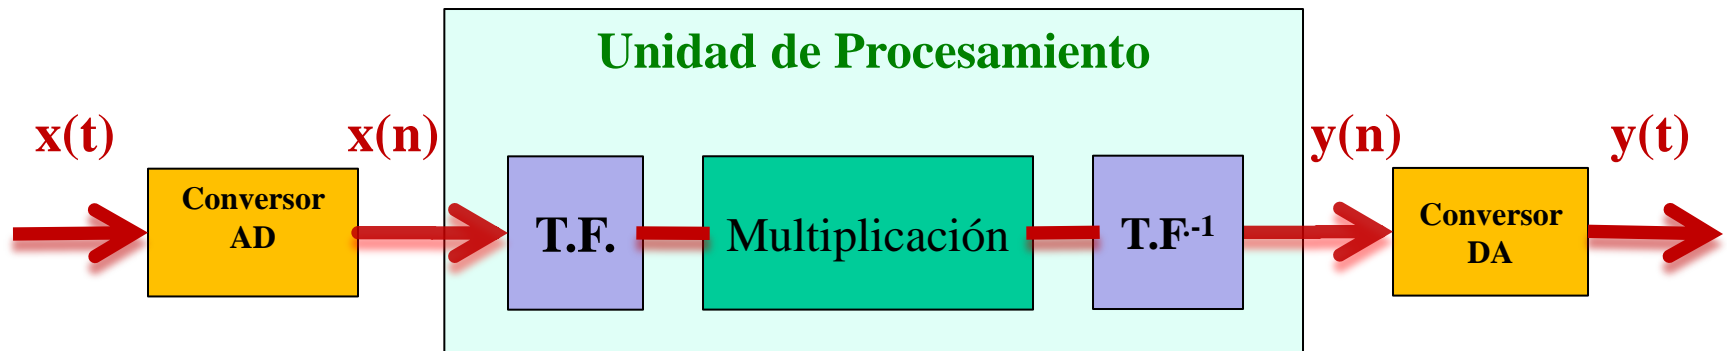 Unidad de Procesamiento
x(t)
x(n)
y(n)
y(t)
Conversor
AD
T.F.
Multiplicación
T.F.-1
Conversor
DA